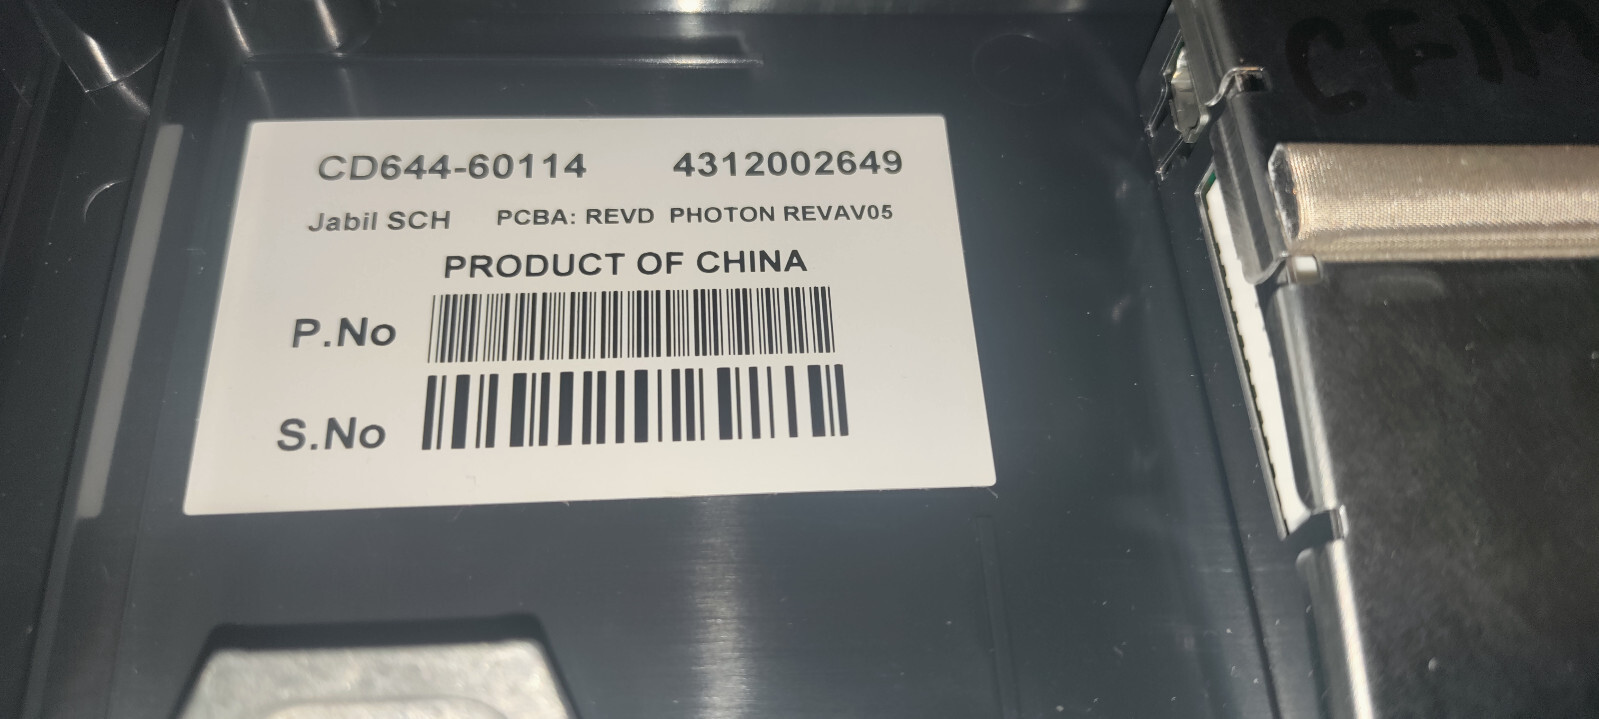 CD644-60114 4312002649
Jabil SCH PCBA: REVD PHOTON REVAV05
PRODUCT OF CHINA
P.No
S.No